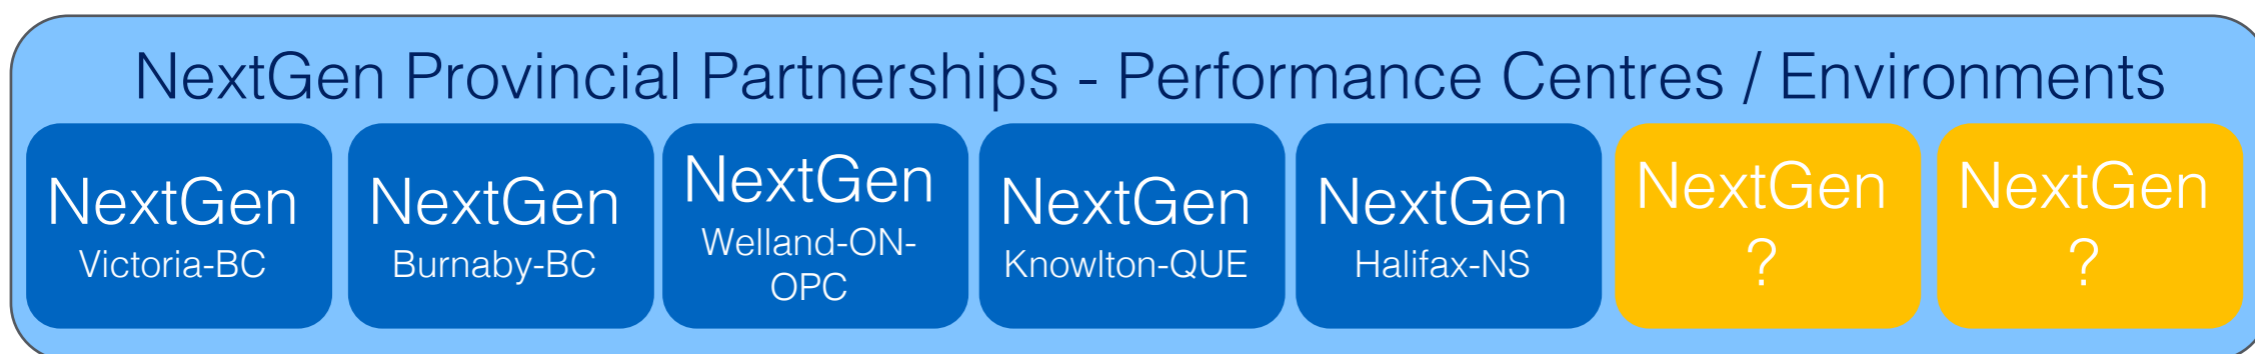 NextGen Provincial Partnerships - Performance Centres / Environments
NextGen
Victoria-BC
NextGen
Burnaby-BC
NextGen
Welland-ON-
OPC
NextGen
Knowlton-QUE
NextGen
Halifax-NS
NextGen
?
NextGen
?